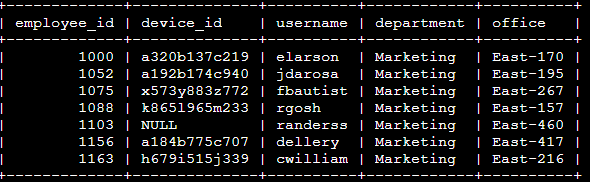 +-------------+--------------+----------+------------+----------+
| employee_id | device_id    | username | department | office   |
+-------------+--------------+----------+------------+----------+
|        1000 | a320b137c219 | elarson  | Marketing  | East-170 |
|        1052 | a192b174c940 | jdarosa  | Marketing  | East-195 |
|        1075 | x573y883z772 | fbautist | Marketing  | East-267 |
|        1088 | k865l965m233 | rgosh    | Marketing  | East-157 |
|        1103 | NULL         | randerss | Marketing  | East-460 |
|        1156 | a184b775c707 | dellery  | Marketing  | East-417 |
|        1163 | h679i515j339 | cwilliam | Marketing  | East-216 |
+-------------+--------------+----------+------------+----------+